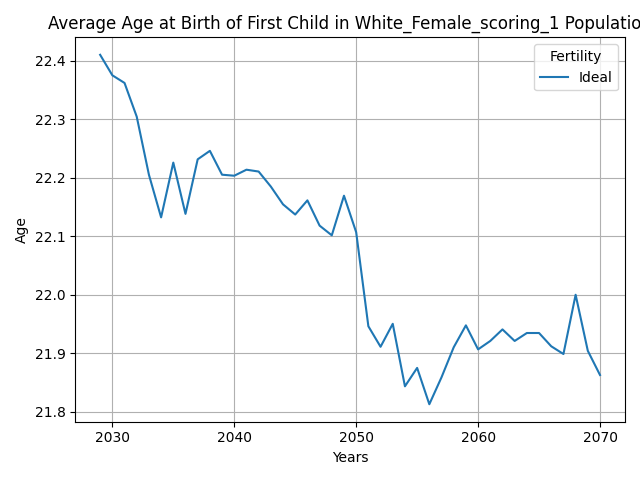 Average Age at Birth of First Child in White_Female_scoring_1 Populatio
Fertility
Ideal
22.4
22.3
22.2
22.1
22.0
21.9
21.8
Age
2030 2040 2050 2060 2070
Years